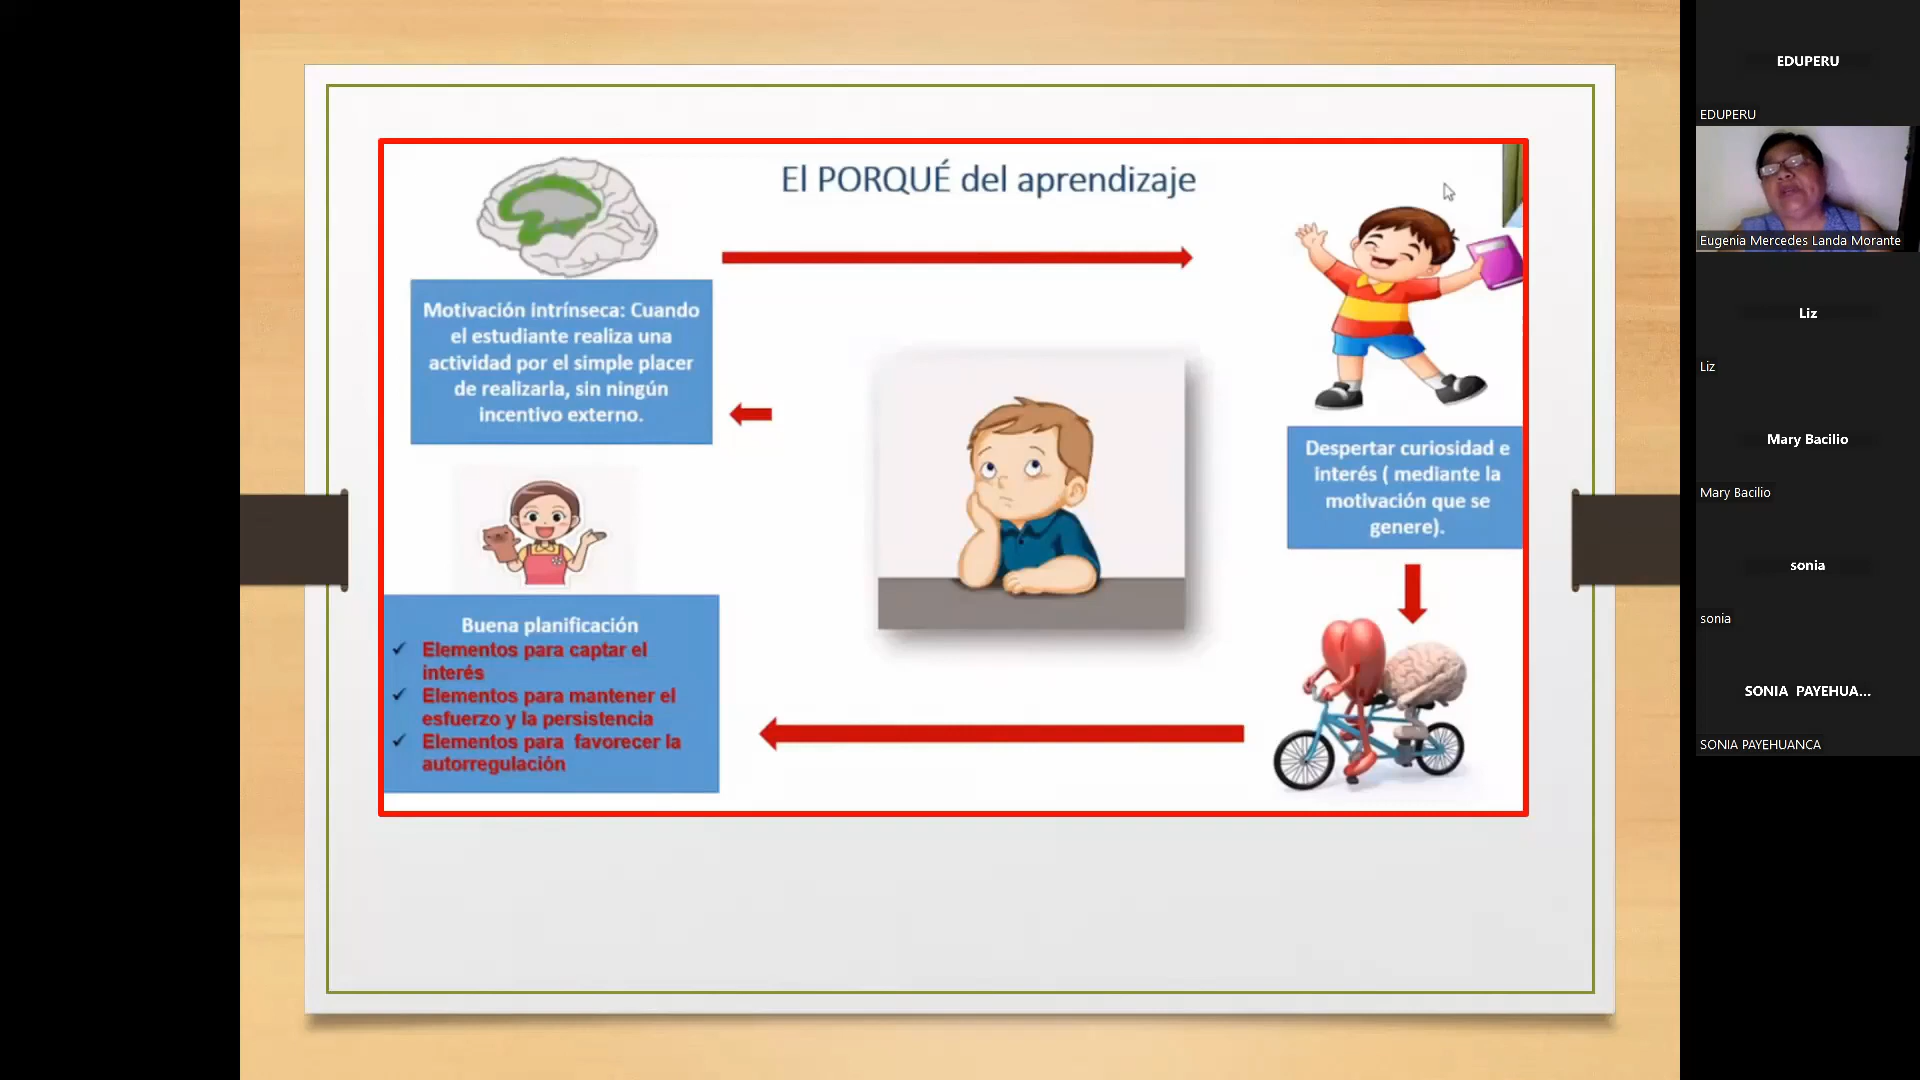 El PORQUÉ del aprendizaje
Motivación intrínseca: Cuando
el estudiante realiza una
actividad por el simple placer
de realizarla, sin ningún
incentivo externo.
Despertar curiosidad e
interés ( mediante la
motivación que se
genere).
Buena planificación
✓ Elementos para captar el
interés
✓ Elementos para mantener el
esfuerzo y la persistencia
✓ Elementos para favorecer la
autorregulación
EDUPERU
EDUPERU
Eugenia Mercedes Landa Morante
Liz
Liz
Mary Bacilio
Mary Bacilio
sonia
sonia
SONIA PAYEHUA...
SONIA PAYEHUANCA